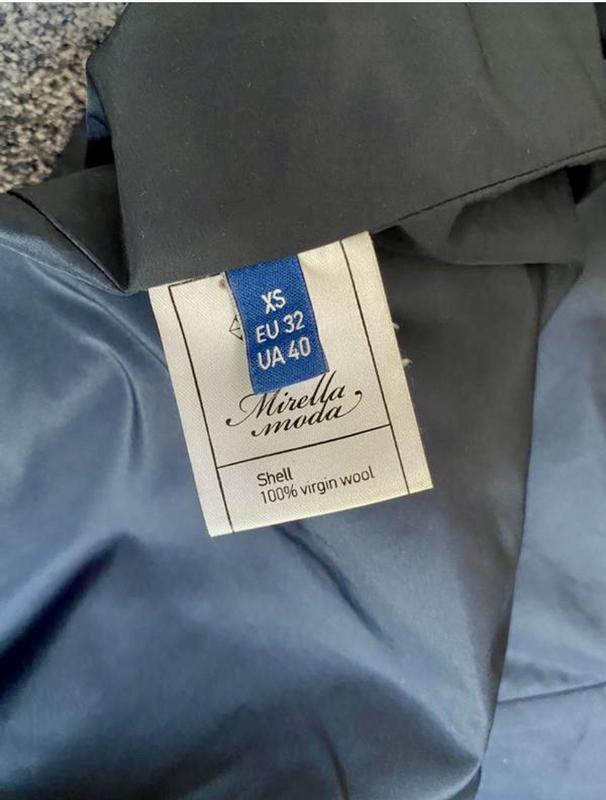 XS
EU 32
UA 40
Mirella
moda
Shell
100% virgin wool